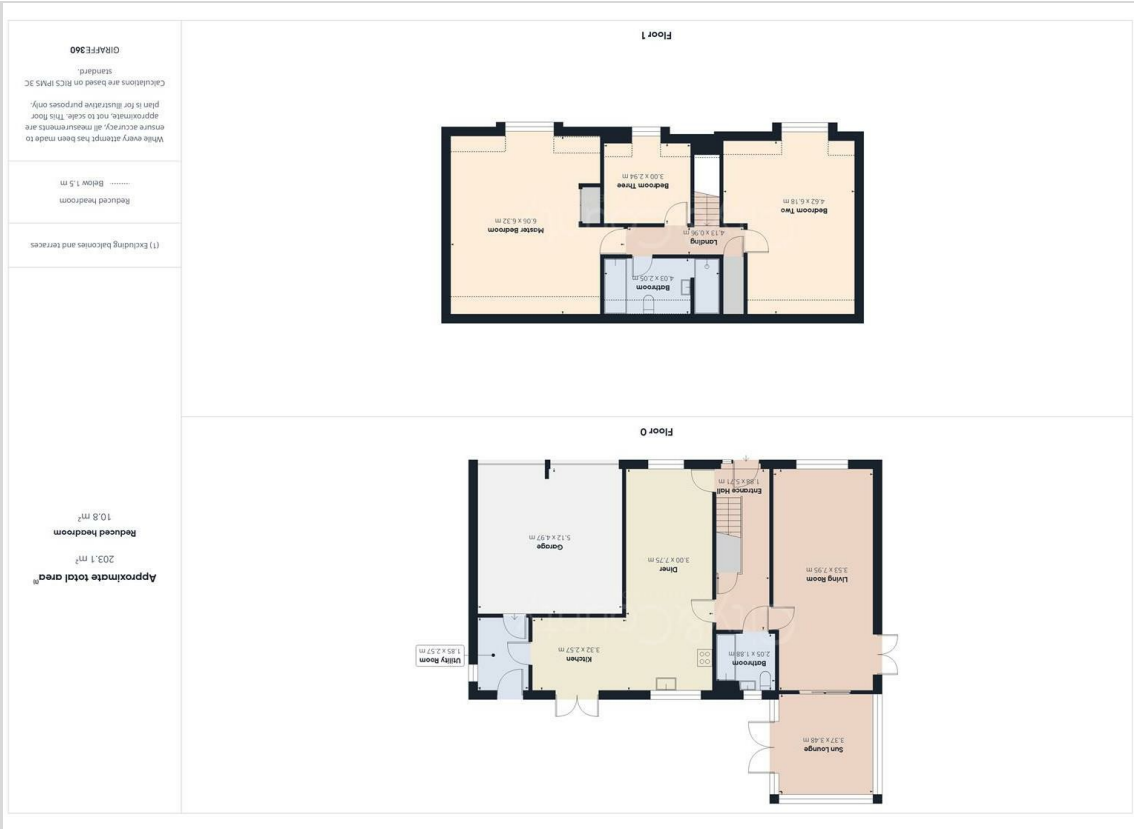 Sun Lounge
3.37 x 3.48 m
Bathroom
2.05 x 1.88 m
Kitchen
3.32 x 2.57 m
Utility Room
1.85 x 2.57 m
Living Room
3.53 x 7.95 m
Diner
3.00 x 7.75 m
Garage
5.12 x 4.97 m
Entrance Hall
1.88 x 5.71 m
Floor 0
Bathroom
4.03 x 2.05 m
Landing
4.13 x 0.96 m
Bedroom Two
4.62 x 6.18 m
Master Bedroom
6.06 x 6.32 m
Bedroom Three
3.00 x 2.94 m
Floor 1
Approximate total area(1)
203.1 m²
Reduced headroom
10.8 m²
(1) Excluding balconies and terraces
Reduced headroom
Below 1.5 m
While every attempt has been made to
ensure accuracy, all measurements are
approximate, not to scale. This floor
plan is for illustrative purposes only.
Calculations are based on RICS IPMS 3C
standard.
GIRAFFE360